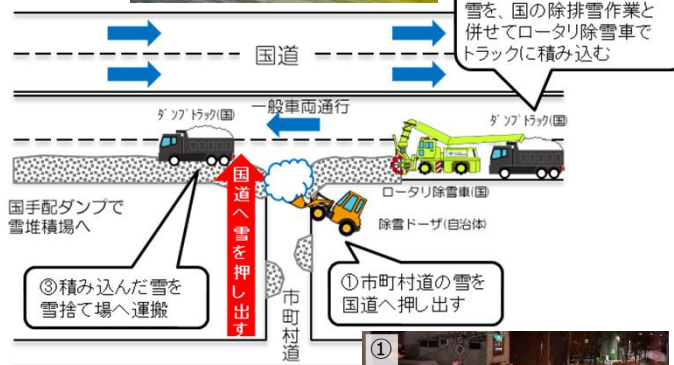 雪を、国の除排雪作業と
併せてロータリ除雪車で
トラックに積み込む
国道
一般車両通行
ダンプトラック(国)
ダンプトラック(国)
ロータリ除雪車(国)
国手配ダンプで
雪堆積場へ
国道へ雪を押し出す
除雪ドーザ(自治体)
③積み込んだ雪を
雪捨て場へ運搬
市町村道
①市町村道の雪を
国道へ押し出す
①